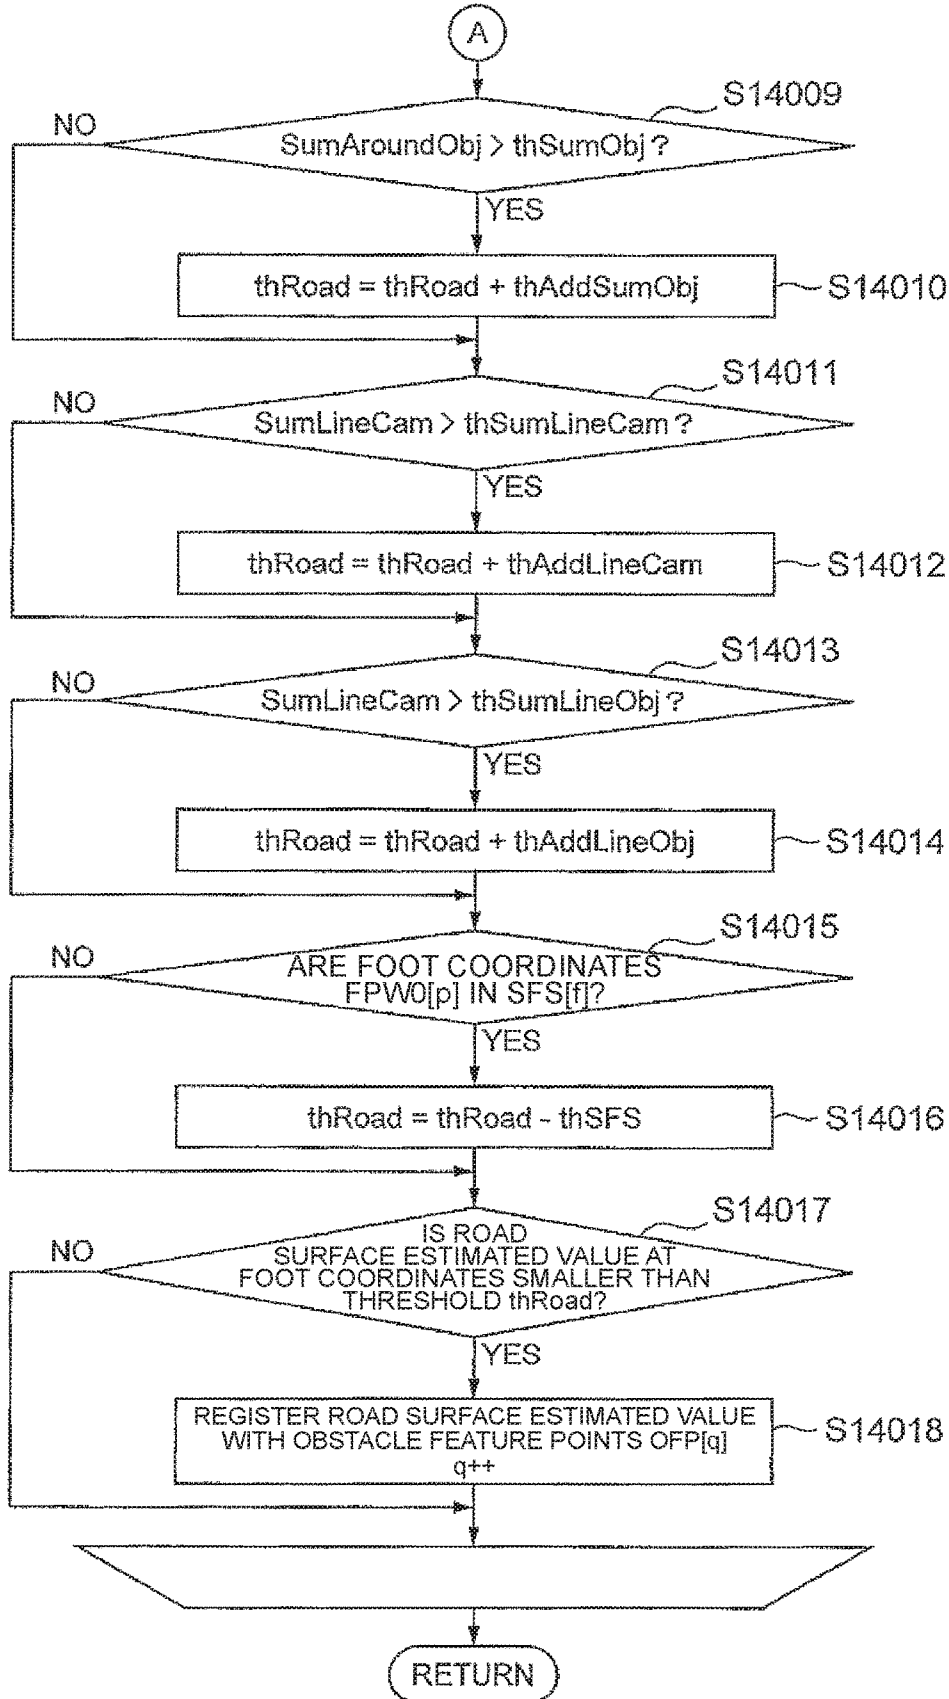 A
S14009
NO
SumAroundObj > thSumObj ?
YES
thRoad = thRoad + thAddSumObj
S14010
S14011
NO
SumLineCam > thSumLineCam ?
YES
thRoad = thRoad + thAddLineCam
S14012
S14013
NO
SumLineCam > thSumLineObj ?
YES
thRoad = thRoad + thAddLineObj
S14014
S14015
NO
ARE FOOT COORDINATES
FPW0[p] IN SFS[f]?
YES
thRoad = thRoad - thSFS
S14016
S14017
NO
IS ROAD
SURFACE ESTIMATED VALUE AT
FOOT COORDINATES SMALLER THAN
THRESHOLD thRoad?
YES
REGISTER ROAD SURFACE ESTIMATED VALUE
WITH OBSTACLE FEATURE POINTS OFP[q]
q++
S14018
RETURN